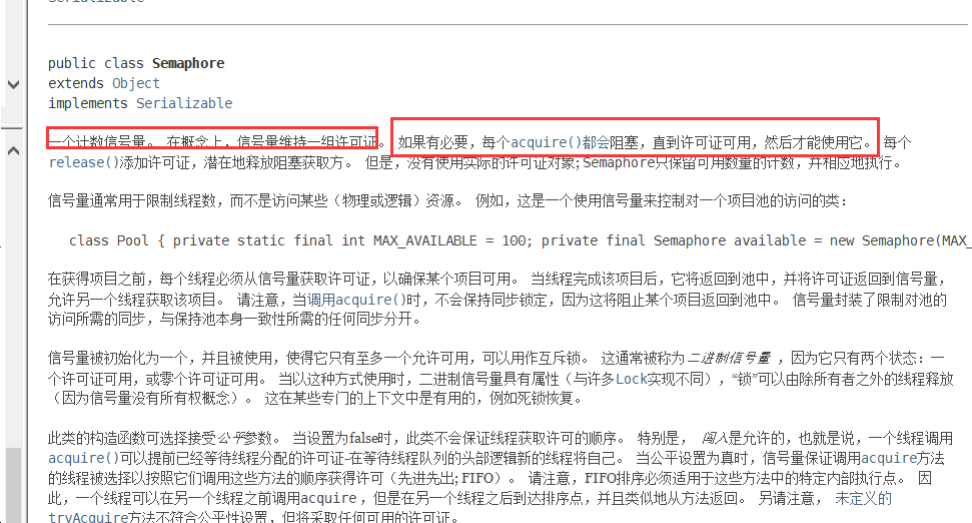 Serializable
public class Semaphore
extends Object
implements Serializable
一个计数信号量。 在概念上，信号量维持一组许可证。 如果有必要，每个acquire()都会阻塞，直到许可证可用，然后才能使用它。 每个
release()添加许可证，潜在地释放阻塞获取方。 但是，没有使用实际的许可证对象; Semaphore只保留可用数量的计数，并相应地执行。
信号量通常用于限制线程数，而不是访问某些（物理或逻辑）资源。 例如，这是一个使用信号量来控制对一个项目池的访问的类：
class Pool { private static final int MAX_AVAILABLE = 100; private final Semaphore available = new Semaphore(MAX_
在获得项目之前，每个线程必须从信号量获取许可证，以确保某个项目可用。 当线程完成该项目后，它将返回到池中，并将许可证返回到信号量，
允许另一个线程获取该项目。 请注意，当调用acquire()时，不会保持同步锁定，因为这将阻止某个项目返回到池中。 信号量封装了限制对池的
访问所需的同步，与保持池本身一致性所需的任何同步分开。
信号量被初始化为一个，并且被使用，使得它只有至多一个允许可用，可以用作互斥锁。 这通常被称为二进制信号量 ，因为它只有两个状态：一
个许可证可用，或零个许可证可用。 当以这种方式使用时，二进制信号量具有属性（与许多Lock实现不同），“锁”可以由除所有者之外的线程释放
（因为信号量没有所有权概念）。 这在某些专门的上下文中是有用的，例如死锁恢复。
此类的构造函数可选择接受公平参数。 当设置为false时，此类不会保证线程获取许可的顺序。 特别是， 闯入是允许的，也就是说，一个线程调用
acquire()可以提前已经等待线程分配的许可证-在等待线程队列的头部逻辑新的线程将自己。 当公平设置为真时，信号量保证调用acquire方法
的线程被选择以按照它们调用这些方法的顺序获得许可（先进先出; FIFO）。 请注意，FIFO排序必须适用于这些方法中的特定内部执行点。 因
此，一个线程可以在另一个线程之前调用acquire ，但是在另一个线程之后到达排序点，并且类似地从方法返回。 另请注意， 未定义的
tryAcquire方法不符合公平性设置，但将采取任何可用的许可证。